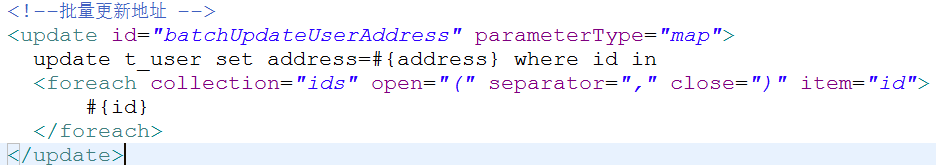 <!--批量更新地址 -->
<update id="batchUpdateUserAddress" parameterType="map">
update t_user set address=#{address} where id in
<foreach collection="ids" open="(" separator="," close=")" item="id">
#{id}
</foreach>
</update>